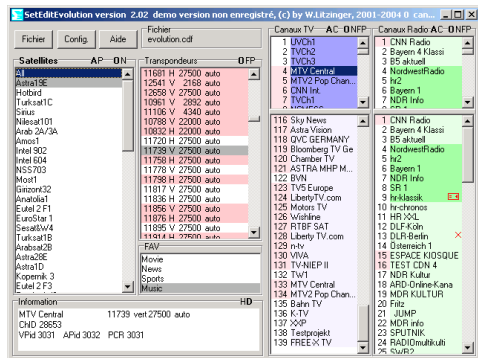 SetEditEvolution version 2.02 demo version non enregistré, (c) by W.Litzinger, 2001-2004 0 can...
Fichier
Config.
Aide
Fichier
evolution.cdf
Satellites AP ON
All
Astra19E
Hotbird
Turksat1C
Sirius
Nilesat101
Arab 2A/3A
Amos1
Intel 902
Intel 604
NSS703
Most1
Girizont32
Anatolia1
Eutel 2 F1
EuroStar 1
Sesat&W4
Turksat1B
Arabsat2B
Astra28E
Astra1D
Kopernik 3
Eutel 2 F3
Transpondeurs OFP
11681 H 27500 auto
12541 V 2168 auto
12658 V 27500 auto
10961 V 2892 auto
11106 V 4340 auto
10788 V 22000 auto
10832 H 22000 auto
11720 H 27500 auto
11739 V 27500 auto
11758 H 27500 auto
11778 V 27500 auto
11798 H 27500 auto
11817 V 27500 auto
11836 H 27500 auto
11856 V 27500 auto
11876 H 27500 auto
11895 V 27500 auto
11914 H 27500 auto
FAV
Movie
News
Sports
Music
Information HD
MTV Central 11739 vert 27500 auto
ChID 28653
VPid 3031 APid 3032 PCR 3031
Canaux TV AC ONFP
1 UVCh1
2 TVCh2
3 TVCh3
4 MTV Central
5 MTV2 Pop Chan...
6 CNN Int.
7 TVCh1
116 Sky News
117 Astra Vision
118 QVC GERMANY
119 Bloomberg TV Ge
120 Chamber TV
121 ASTRA MHP M...
122 BVN
123 TV5 Europe
124 LibertyTV.com
125 Motors TV
126 Wishline
127 RTBF SAT
128 Liberty TV.com
129 n-tv
130 VIVA
131 TV-NIEP II
132 TW1
133 MTV Central
134 MTV2 Pop Chan...
135 Bahn TV
136 K-TV
137 XXP
138 Testprojekt
139 FREE-X TV
Canaux Radio AC ONFP
1 CNN Radio
2 Bayern 4 Klassi
3 B5 aktuell
4 NordwestRadio
5 hr2
6 Bayern 1
7 NDR Info
1 CNN Radio
2 Bayern 4 Klassi
3 B5 aktuell
4 NordwestRadio
5 hr2
6 Bayern 1
7 NDR Info
8 SR 1
9 hr-klassik
10 hr-chronos
11 HR XXL
12 DLF-Köln
13 DLR-Berlin
14 Österreich 1
15 ESPACE KIOSQUE
16 TEST CDN 4
17 NDR Kultur
18 ARD-Online-Kana
19 MDR KULTUR
20 Fritz
21 JUMP
22 MDR info
23 SPUTNIK
24 RADIOmultikulti
25 SWR2